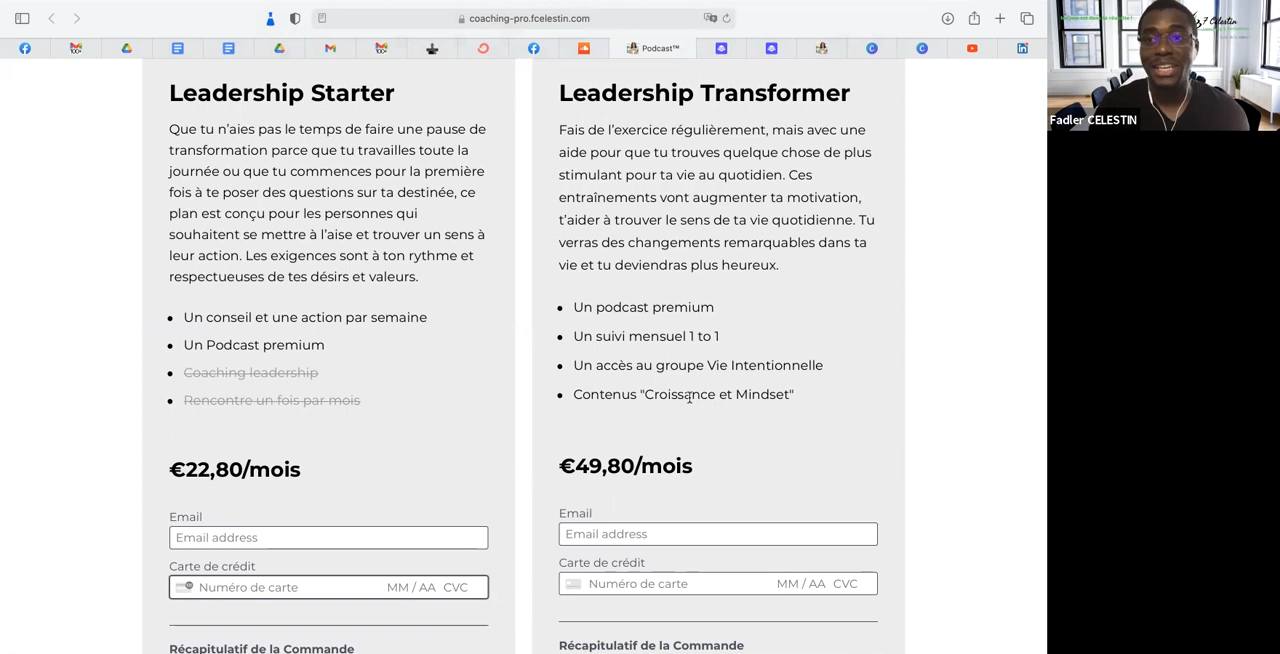 coaching-pro.fcelestin.com
Podcast™
Celestin
Fadler CELESTIN
Leadership Starter
Que tu n’aies pas le temps de faire une pause de
transformation parce que tu travailles toute la
journée ou que tu commences pour la première
fois à te poser des questions sur ta destinée, ce
plan est conçu pour les personnes qui
souhaitent se mettre à l’aise et trouver un sens à
leur action. Les exigences sont à ton rythme et
respectueuses de tes désirs et valeurs.
Un conseil et une action par semaine
Un Podcast premium
Coaching leadership
Rencontre un fois par mois
€22,80/mois
Email
Email address
Carte de crédit
Numéro de carte MM / AA CVC
Récapitulatif de la Commande
Leadership Transformer
Fais de l’exercice régulièrement, mais avec une
aide pour que tu trouves quelque chose de plus
stimulant pour ta vie au quotidien. Ces
entraînements vont augmenter ta motivation,
t’aider à trouver le sens de ta vie quotidienne. Tu
verras des changements remarquables dans ta
vie et tu deviendras plus heureux.
Un podcast premium
Un suivi mensuel 1 to 1
Un accès au groupe Vie Intentionnelle
Contenus "Croissance et Mindset"
€49,80/mois
Email
Email address
Carte de crédit
Numéro de carte MM / AA CVC
Récapitulatif de la Commande